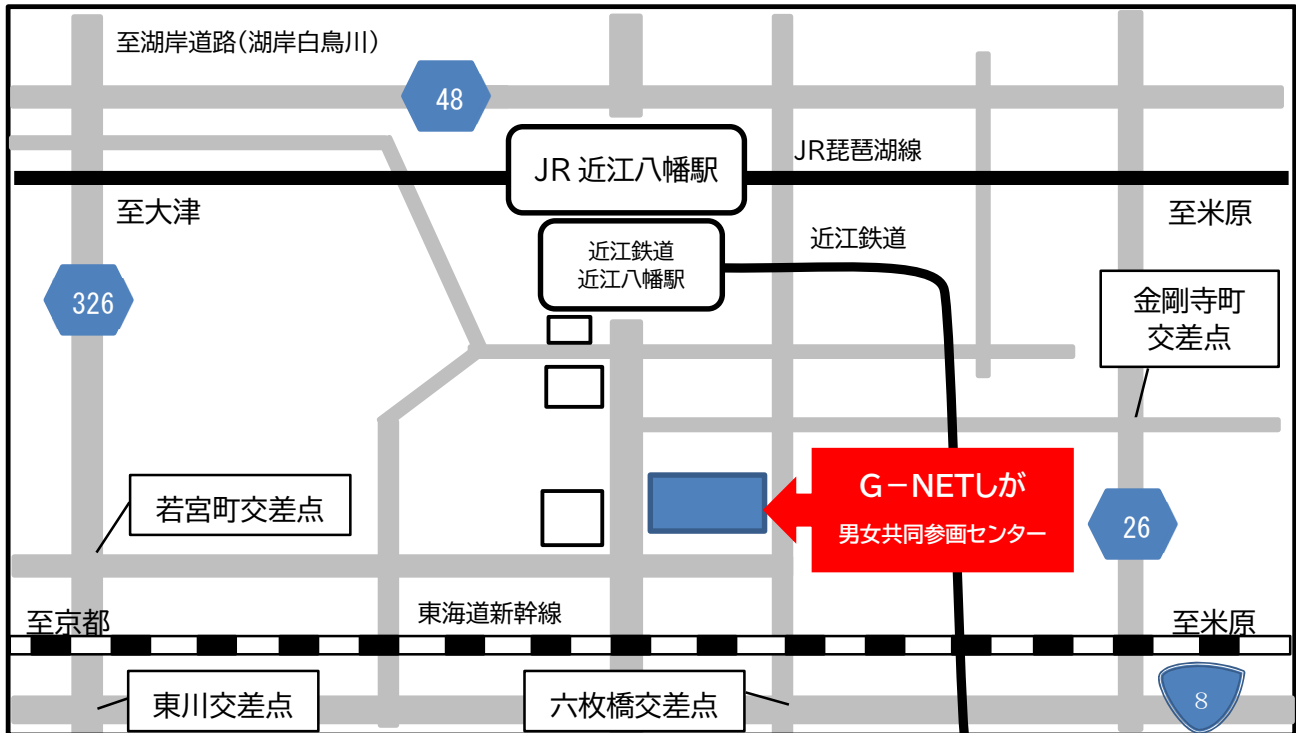 至湖岸道路(湖岸白鳥川)
48
JR 近江八幡駅
JR琵琶湖線
至大津
至米原
近江鉄道
近江八幡駅
近江鉄道
326
金剛寺町
交差点
G-NETしが
男女共同参画センター
若宮町交差点
26
至京都
東海道新幹線
至米原
東川交差点
六枚橋交差点
8